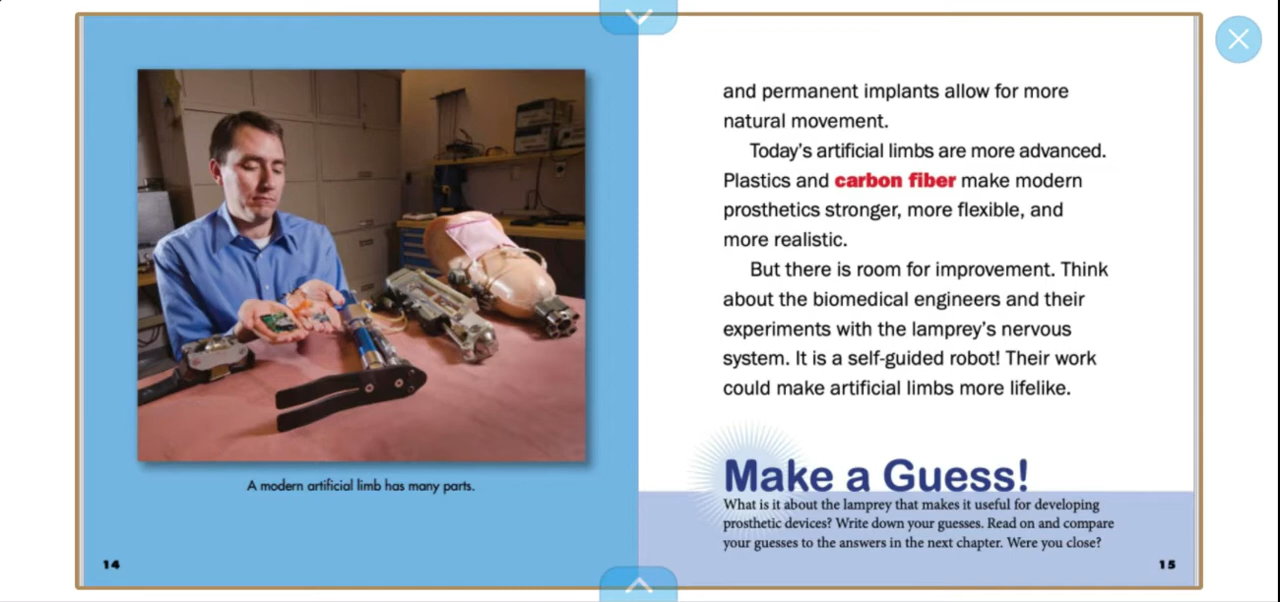 A modern artificial limb has many parts.
14
and permanent implants allow for more
natural movement.
Today's artificial limbs are more advanced.
Plastics and carbon fiber make modern
prosthetics stronger, more flexible, and
more realistic.
But there is room for improvement. Think
about the biomedical engineers and their
experiments with the lamprey's nervous
system. It is a self-guided robot! Their work
could make artificial limbs more lifelike.
Make a Guess!
What is it about the lamprey that makes it useful for developing
prosthetic devices? Write down your guesses. Read on and compare
your guesses to the answers in the next chapter. Were you close?
15